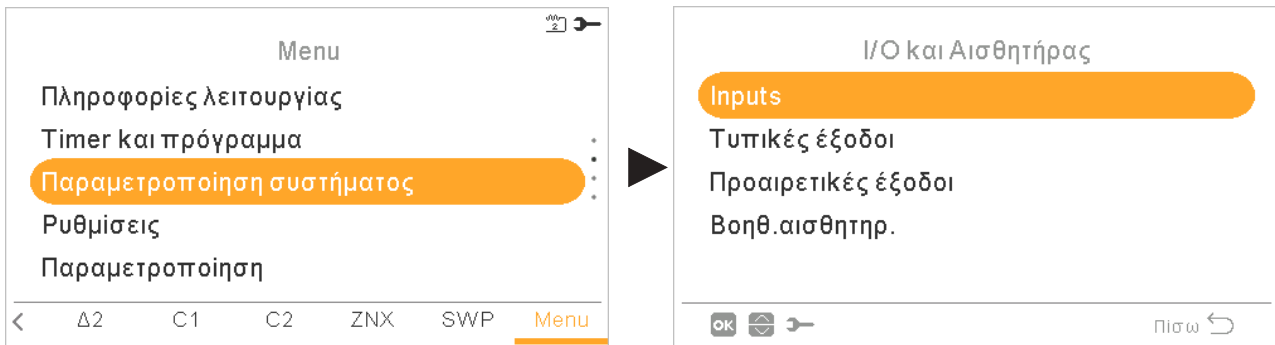 2
Menu
Πληροφορίες λειτουργίας
Timer και πρόγραμμα
Παραμετροποίηση συστήματος
Ρυθμίσεις
Παραμετροποίηση
< Δ2 C1 C2 ZNX SWP Menu
I/O και Αισθητήρας
Inputs
Τυπικές έξοδοι
Προαιρετικές έξοδοι
Βοηθ.αισθητηρ.
OK Πίσω